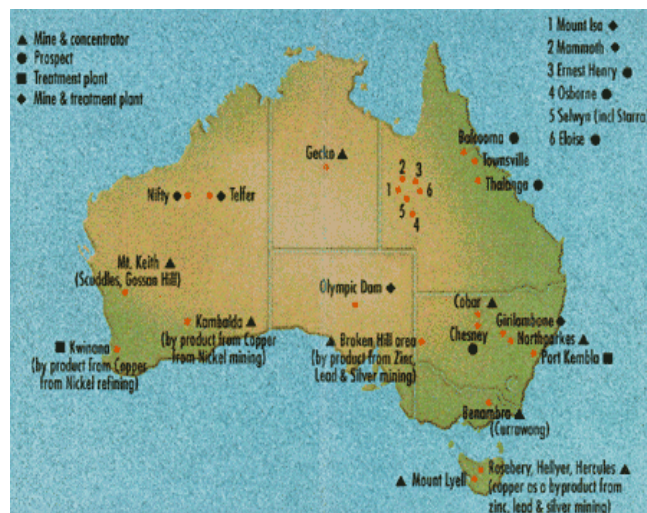 Mine & concentrator
Prospect
Treatment plant
Mine & treatment plant
1 Mount Isa
2 Mammoth
3 Ernest Henry
4 Osborne
5 Selwyn (incl Starra
6 Eloise
Balcooma
Townsville
Thalanga
Gecko
2 3
1 6
5
4
Nifty
Telfer
Mt. Keith
(Scuddles, Gossan Hill)
Olympic Dam
Kambalda
(by product from Copper
from Nickel mining)
Kwinana
(by product from Copper
from Nickel refining)
Broken Hill area
(by product from Zinc,
Lead & Silver mining)
Cobar
Chesney
Girilambone
Northparkes
Port Kembla
Benambra
(Currawong)
Mount Lyell
Rosebery, Hellyer, Hercules
(copper as a byproduct from
zinc, lead & silver mining)